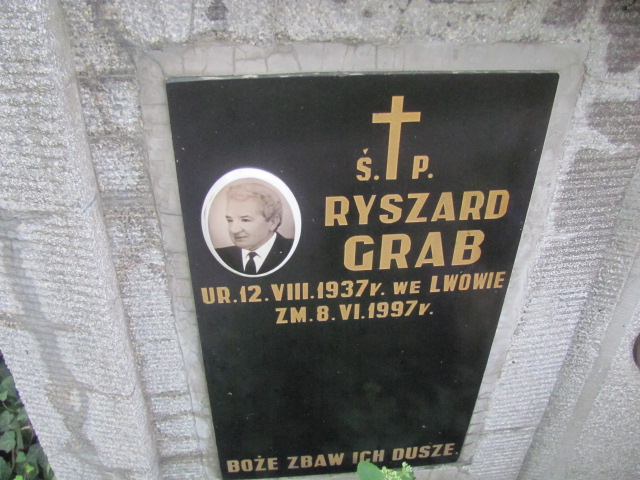 Ś. P.
RYSZARD
GRAB
UR. 12. VIII. 1937r. WE LWOWIE
ZM. 8. VI. 1997r.
BOŻE ZBAW ICH DUSZE.